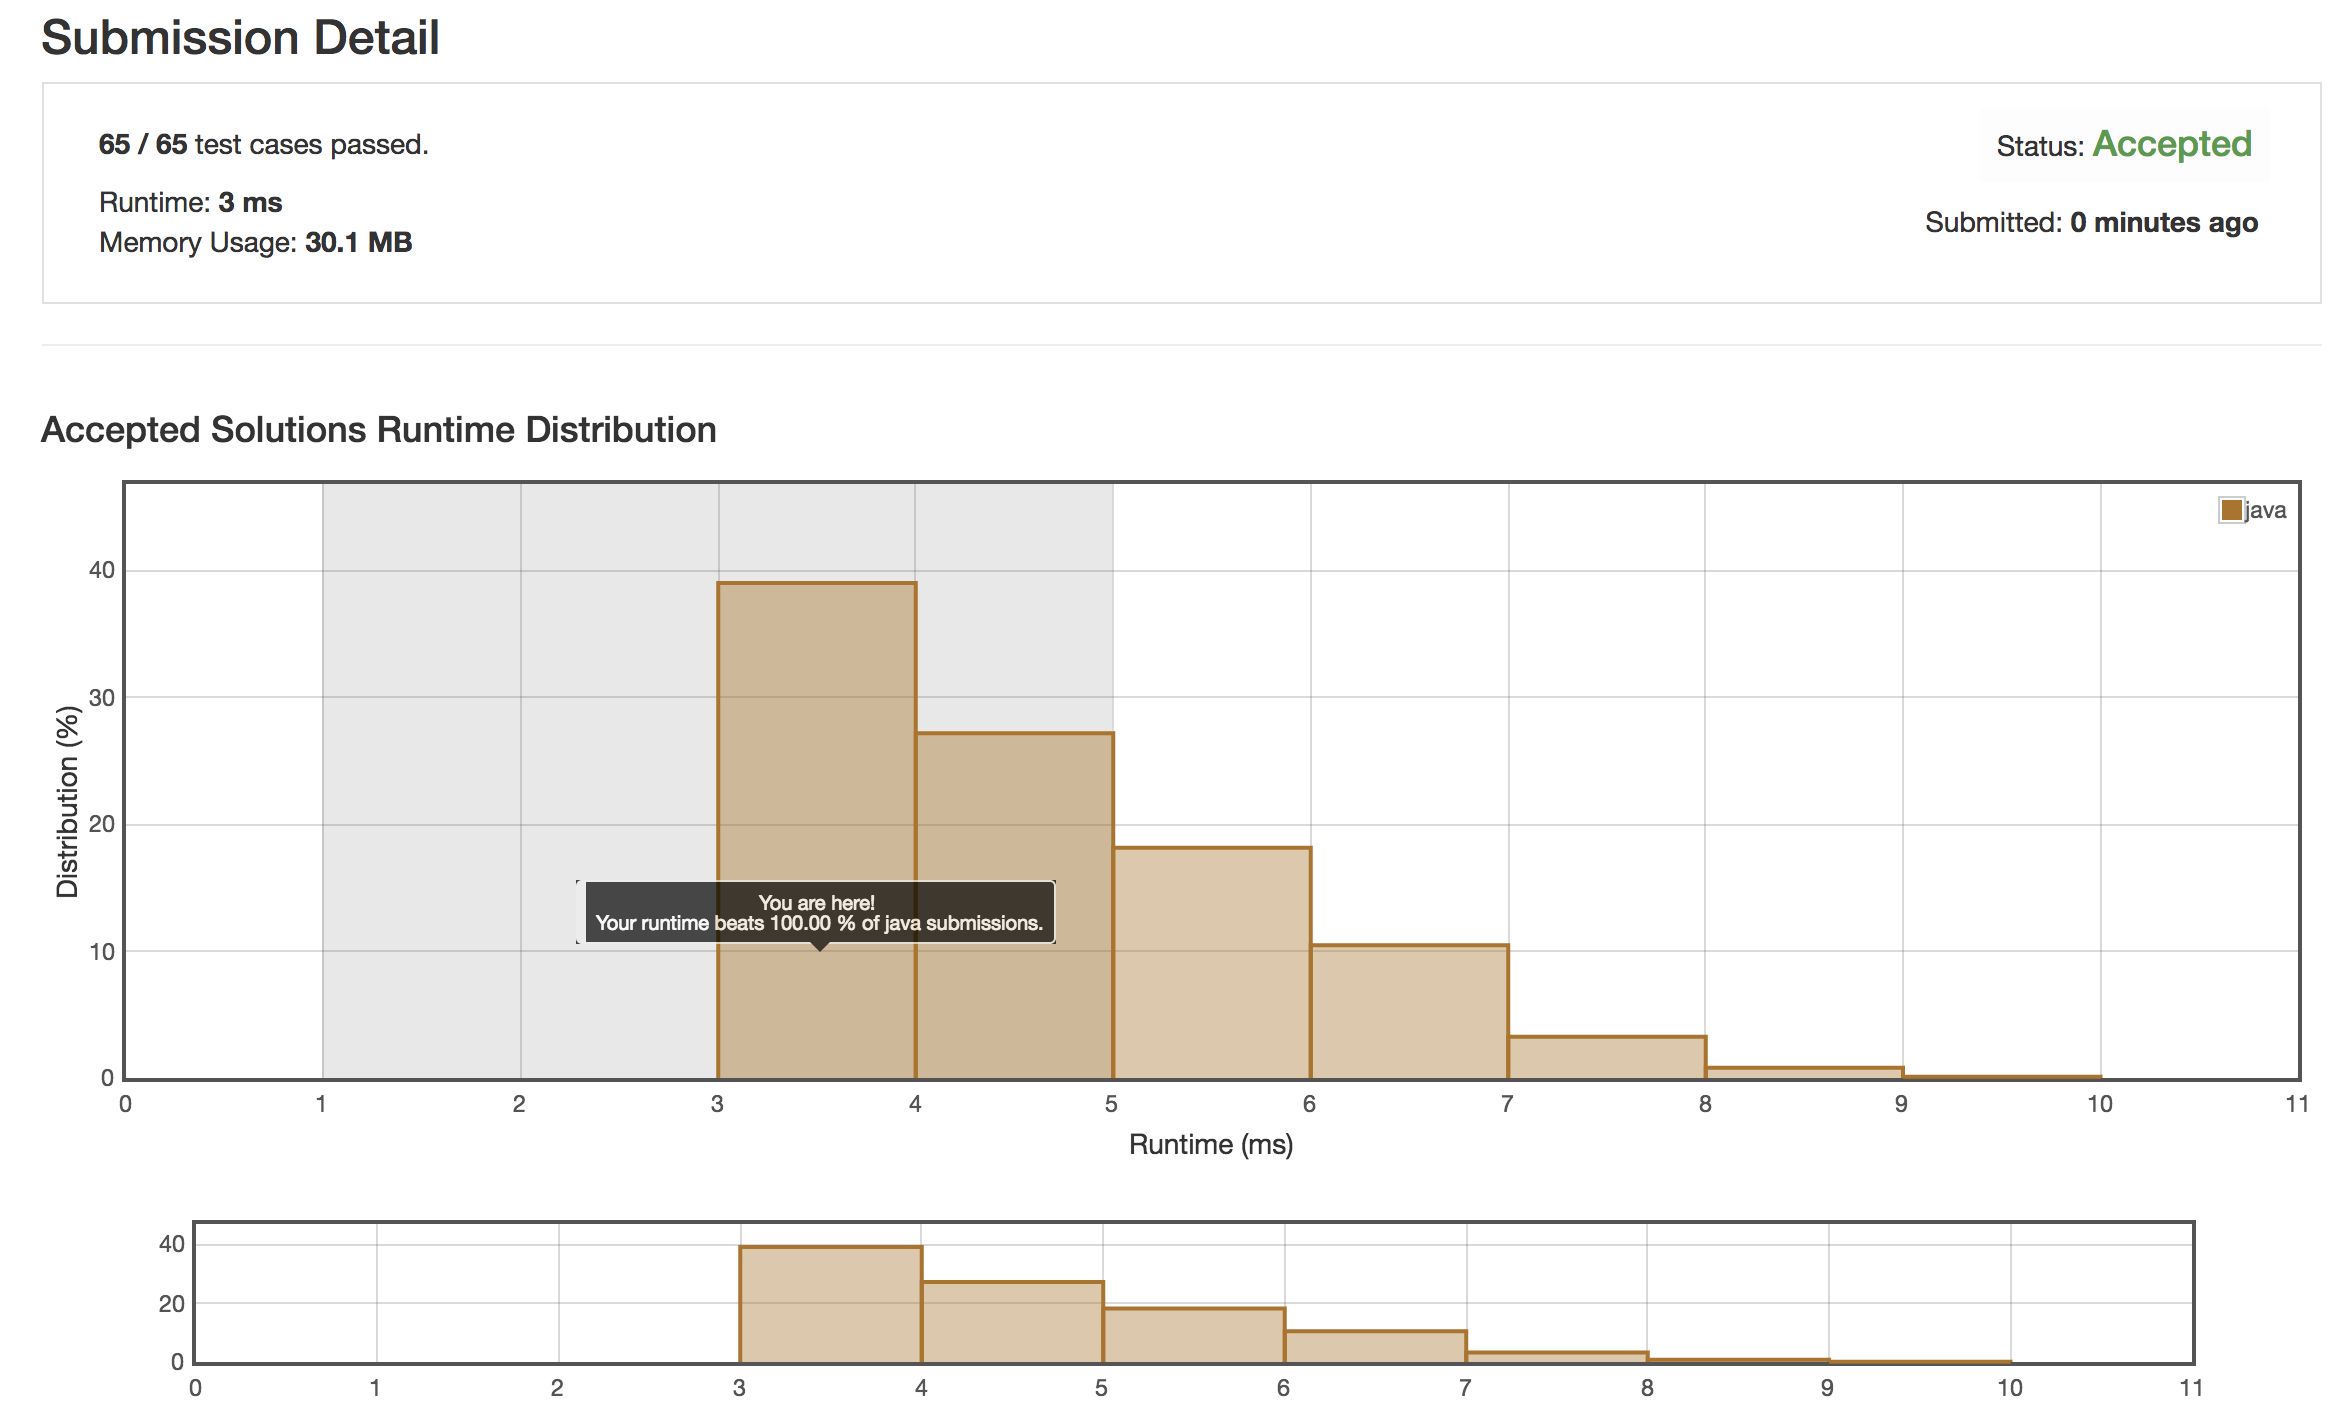 Submission Detail
65 / 65 test cases passed.
Status: Accepted
Runtime: 3 ms
Submitted: 0 minutes ago
Memory Usage: 30.1 MB
Accepted Solutions Runtime Distribution
java
40
30
20
10
0
Distribution (%)
You are here!
Your runtime beats 100.00 % of java submissions.
0 1 2 3 4 5 6 7 8 9 10 11
Runtime (ms)
40
20
0
0 1 2 3 4 5 6 7 8 9 10 11